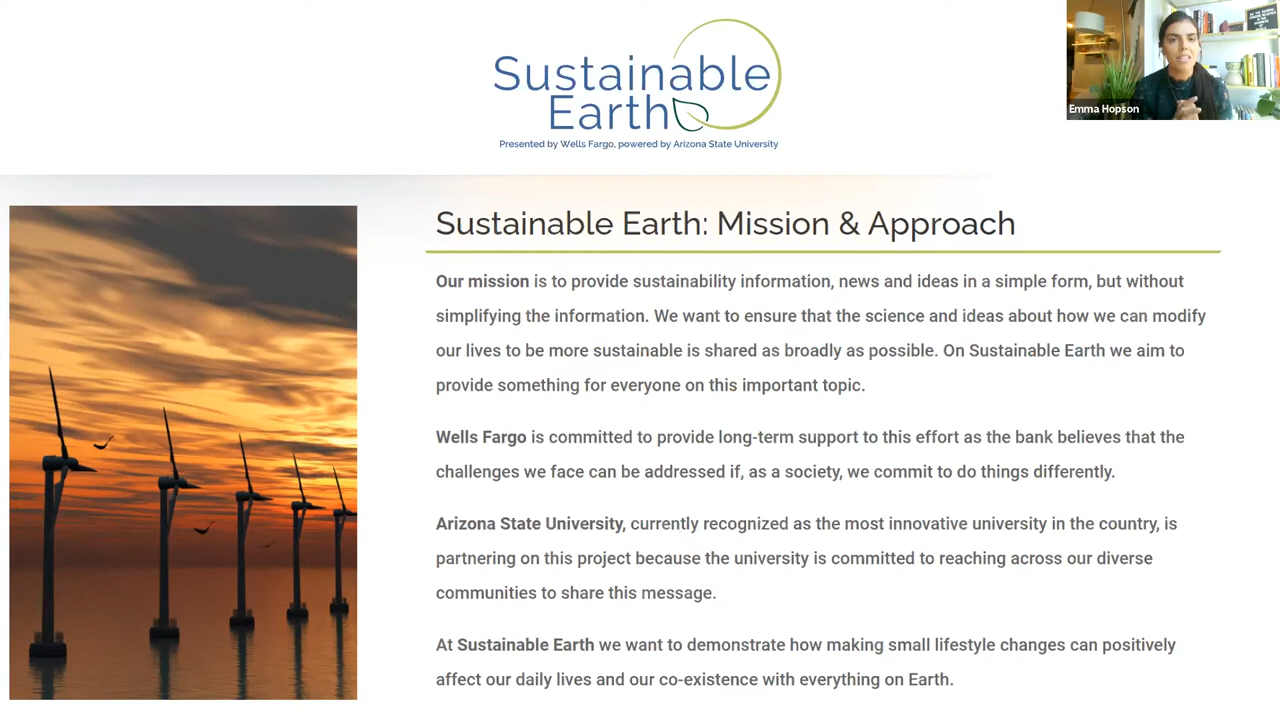 Sustainable
Earth
Presented by Wells Fargo, powered by Arizona State University
Emma Hopson
Sustainable Earth: Mission & Approach
Our mission is to provide sustainability information, news and ideas in a simple form, but without
simplifying the information. We want to ensure that the science and ideas about how we can modify
our lives to be more sustainable is shared as broadly as possible. On Sustainable Earth we aim to
provide something for everyone on this important topic.
Wells Fargo is committed to provide long-term support to this effort as the bank believes that the
challenges we face can be addressed if, as a society, we commit to do things differently.
Arizona State University, currently recognized as the most innovative university in the country, is
partnering on this project because the university is committed to reaching across our diverse
communities to share this message.
At Sustainable Earth we want to demonstrate how making small lifestyle changes can positively
affect our daily lives and our co-existence with everything on Earth.